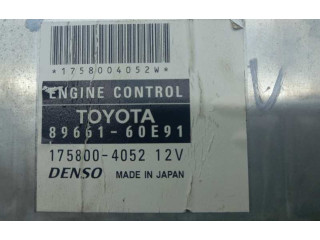 *1758004052W*
ENGINE CONTROL
TOYOTA
89661-60E91
175800-4052 12V
DENSO MADE IN JAPAN